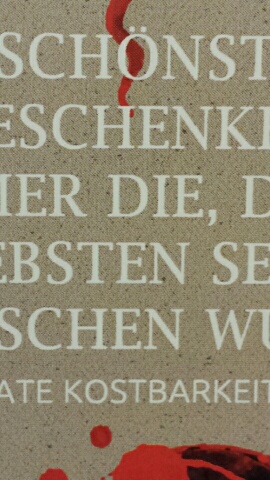 SCHÖNST
ESCHENK
MER DIE, D
EBSTEN SE
SCHEN WU
ATE KOSTBARKEIT